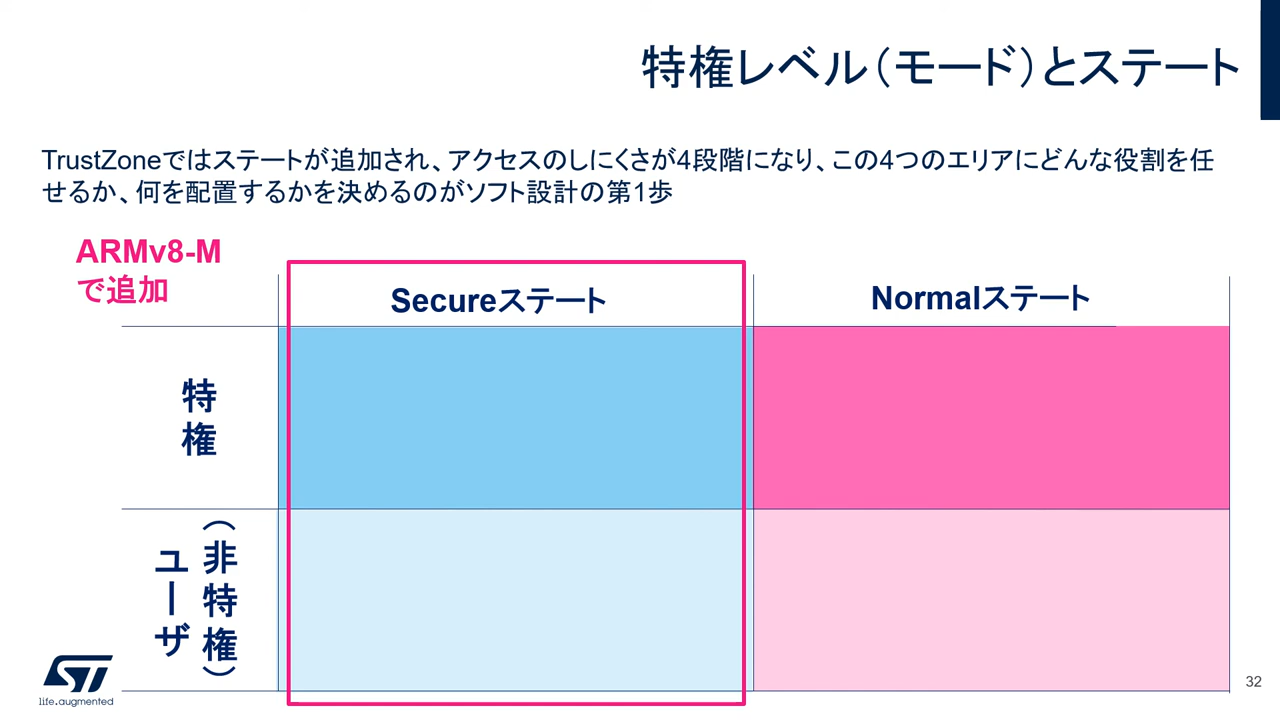 特権レベル（モード）とステート
TrustZoneではステートが追加され、アクセスのしにくさが4段階になり、この4つのエリアにどんな役割を任
せるか、何を配置するかを決めるのがソフト設計の第1歩
ARMv8-M
で追加
Secureステート
Normalステート
特権
ユーザ
（非特権）
life.augmented
32